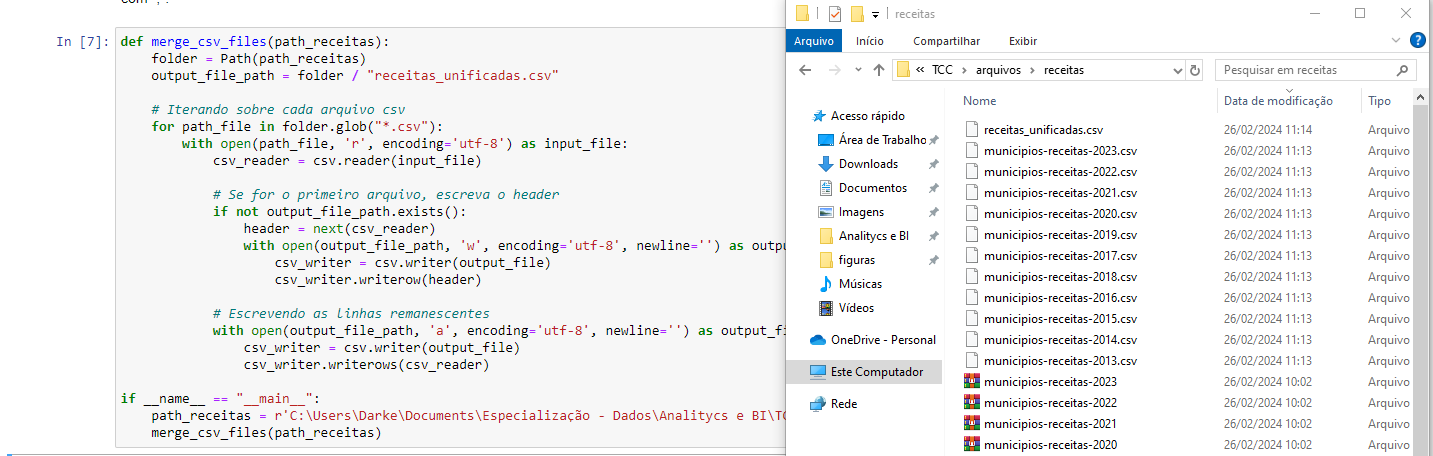 In [7]:
def merge_csv_files(path_receitas):
folder = Path(path_receitas)
output_file_path = folder / "receitas_unificadas.csv"
# Iterando sobre cada arquivo csv
for path_file in folder.glob("*.csv"):
with open(path_file, 'r', encoding='utf-8') as input_file:
csv_reader = csv.reader(input_file)
# Se for o primeiro arquivo, escreva o header
if not output_file_path.exists():
header = next(csv_reader)
with open(output_file_path, 'w', encoding='utf-8', newline='') as outpu
csv_writer = csv.writer(output_file)
csv_writer.writerow(header)
# Escrevendo as linhas remanescentes
with open(output_file_path, 'a', encoding='utf-8', newline='') as output_fi
csv_writer = csv.writer(output_file)
csv_writer.writerows(csv_reader)
if __name__ == "__main__":
path_receitas = r'C:\Users\Darke\Documents\Especialização - Dados\Analitycs e BI\TC
merge_csv_files(path_receitas)
receitas
Arquivo Início Compartilhar Exibir
« TCC > arquivos > receitas
Pesquisar em receitas
Acesso rápido
Área de Trabalho
Downloads
Documentos
Imagens
Analitycs e BI
figuras
Músicas
Vídeos
OneDrive - Personal
Este Computador
Rede
Nome Data de modificação Tipo
receitas_unificadas.csv 26/02/2024 11:14 Arquivo
municipios-receitas-2023.csv 26/02/2024 11:13 Arquivo
municipios-receitas-2022.csv 26/02/2024 11:13 Arquivo
municipios-receitas-2021.csv 26/02/2024 11:13 Arquivo
municipios-receitas-2020.csv 26/02/2024 11:13 Arquivo
municipios-receitas-2019.csv 26/02/2024 11:13 Arquivo
municipios-receitas-2017.csv 26/02/2024 11:13 Arquivo
municipios-receitas-2018.csv 26/02/2024 11:13 Arquivo
municipios-receitas-2016.csv 26/02/2024 11:13 Arquivo
municipios-receitas-2015.csv 26/02/2024 11:13 Arquivo
municipios-receitas-2014.csv 26/02/2024 11:13 Arquivo
municipios-receitas-2013.csv 26/02/2024 11:13 Arquivo
municipios-receitas-2023 26/02/2024 10:02 Arquivo
municipios-receitas-2022 26/02/2024 10:02 Arquivo
municipios-receitas-2021 26/02/2024 10:02 Arquivo
municipios-receitas-2020 26/02/2024 10:02 Arquivo